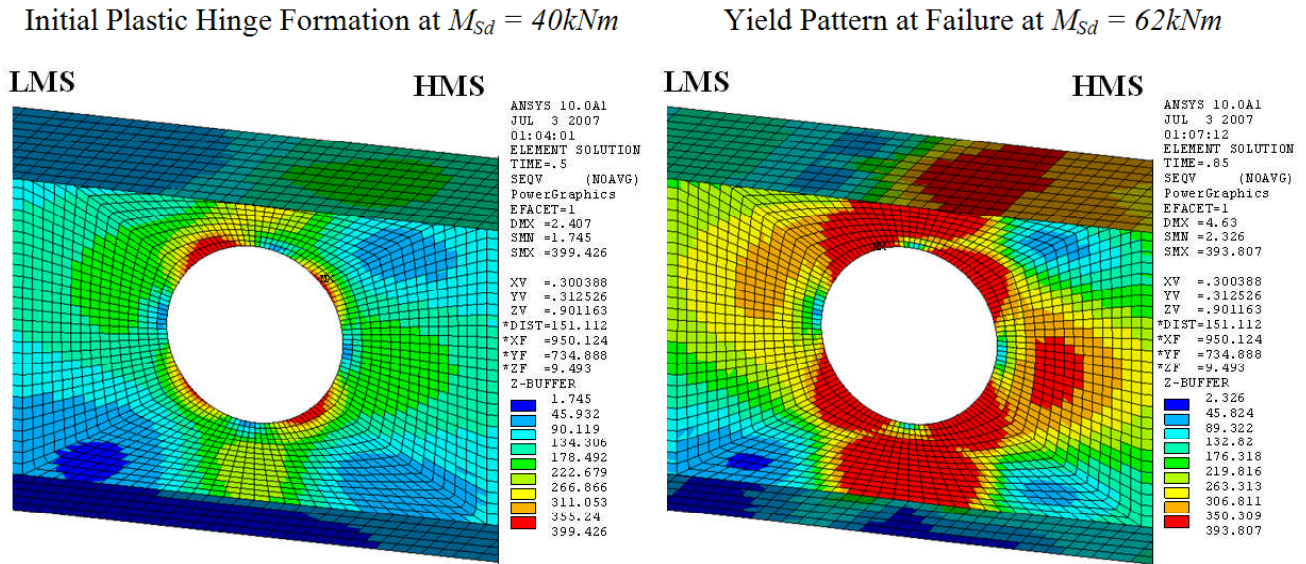 Initial Plastic Hinge Formation at M_Sd = 40kNm
LMS
HMS
ANSYS 10.0A1
JUL 3 2007
01:04:01
ELEMENT SOLUTION
TIME=.5
SEQV (NOAVG)
PowerGraphics
EFACET=1
DMX =2.407
SMN =1.745
SMX =399.426
XV =.300388
YV =.312526
ZV =.901163
*DIST=151.112
*XF =950.124
*YF =734.888
*ZF =9.493
Z-BUFFER
1.745
45.932
90.119
134.306
178.492
222.679
266.866
311.053
355.24
399.426
MX
Yield Pattern at Failure at M_Sd = 62kNm
LMS
HMS
ANSYS 10.0A1
JUL 3 2007
01:07:12
ELEMENT SOLUTION
TIME=.85
SEQV (NOAVG)
PowerGraphics
EFACET=1
DMX =4.63
SMN =2.326
SMX =393.807
XV =.300388
YV =.312526
ZV =.901163
*DIST=151.112
*XF =950.124
*YF =734.888
*ZF =9.493
Z-BUFFER
2.326
45.824
89.322
132.82
176.318
219.816
263.313
306.811
350.309
393.807
MX